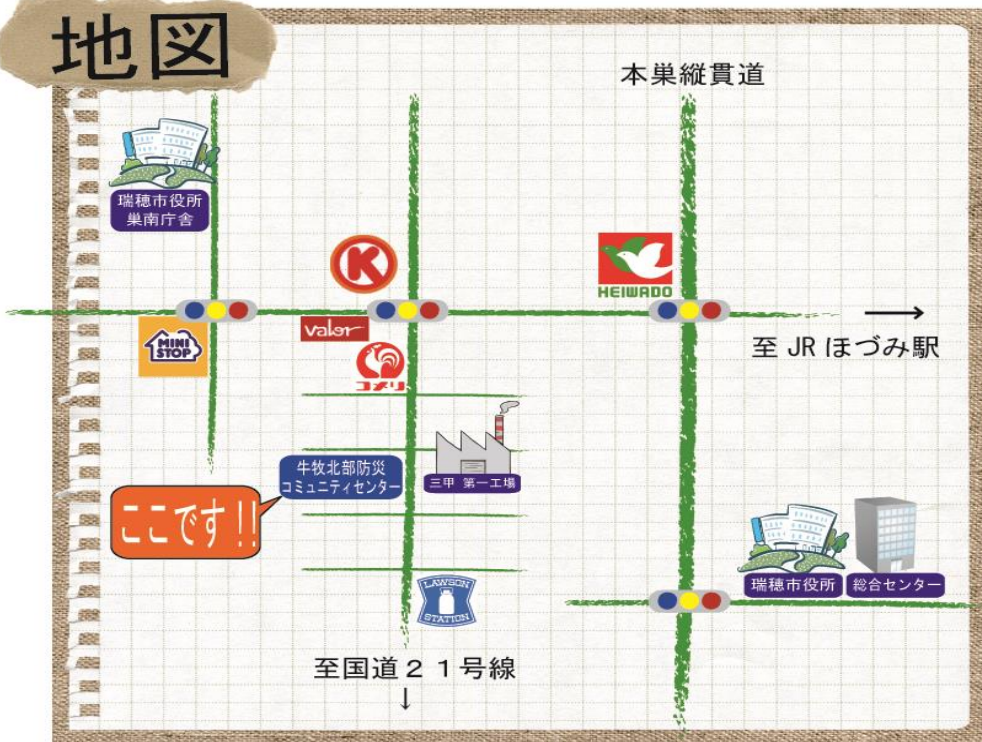 地図
本巣縦貫道
瑞穂市役所
巣南庁舎
K
HEIWADO
MINI
STOP
Valor
コメリ
至 JR ほづみ駅
牛牧北部防災
コミュニティセンター
三甲 第一工場
ここです!!
瑞穂市役所
総合センター
LAWSON
STATION
至国道21号線